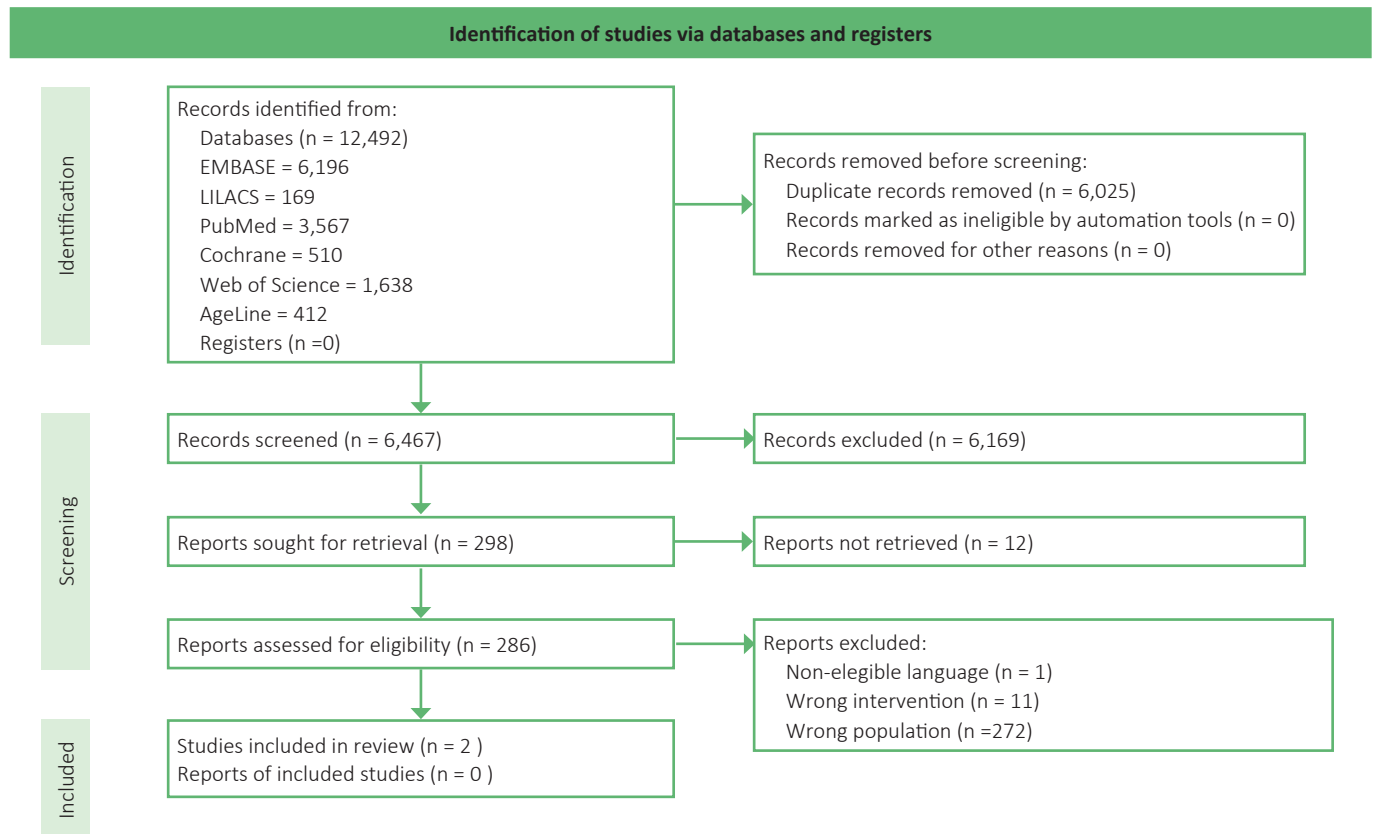 Identification of studies via databases and registers
Identification
Records identified from:
Databases (n = 12,492)
EMBASE = 6,196
LILACS = 169
PubMed = 3,567
Cochrane = 510
Web of Science = 1,638
AgeLine = 412
Registers (n =0)
Records removed before screening:
Duplicate records removed (n = 6,025)
Records marked as ineligible by automation tools (n = 0)
Records removed for other reasons (n = 0)
Screening
Records screened (n = 6,467)
Records excluded (n = 6,169)
Reports sought for retrieval (n = 298)
Reports not retrieved (n = 12)
Reports assessed for eligibility (n = 286)
Reports excluded:
Non-elegible language (n = 1)
Wrong intervention (n = 11)
Wrong population (n =272)
Included
Studies included in review (n = 2 )
Reports of included studies (n = 0 )